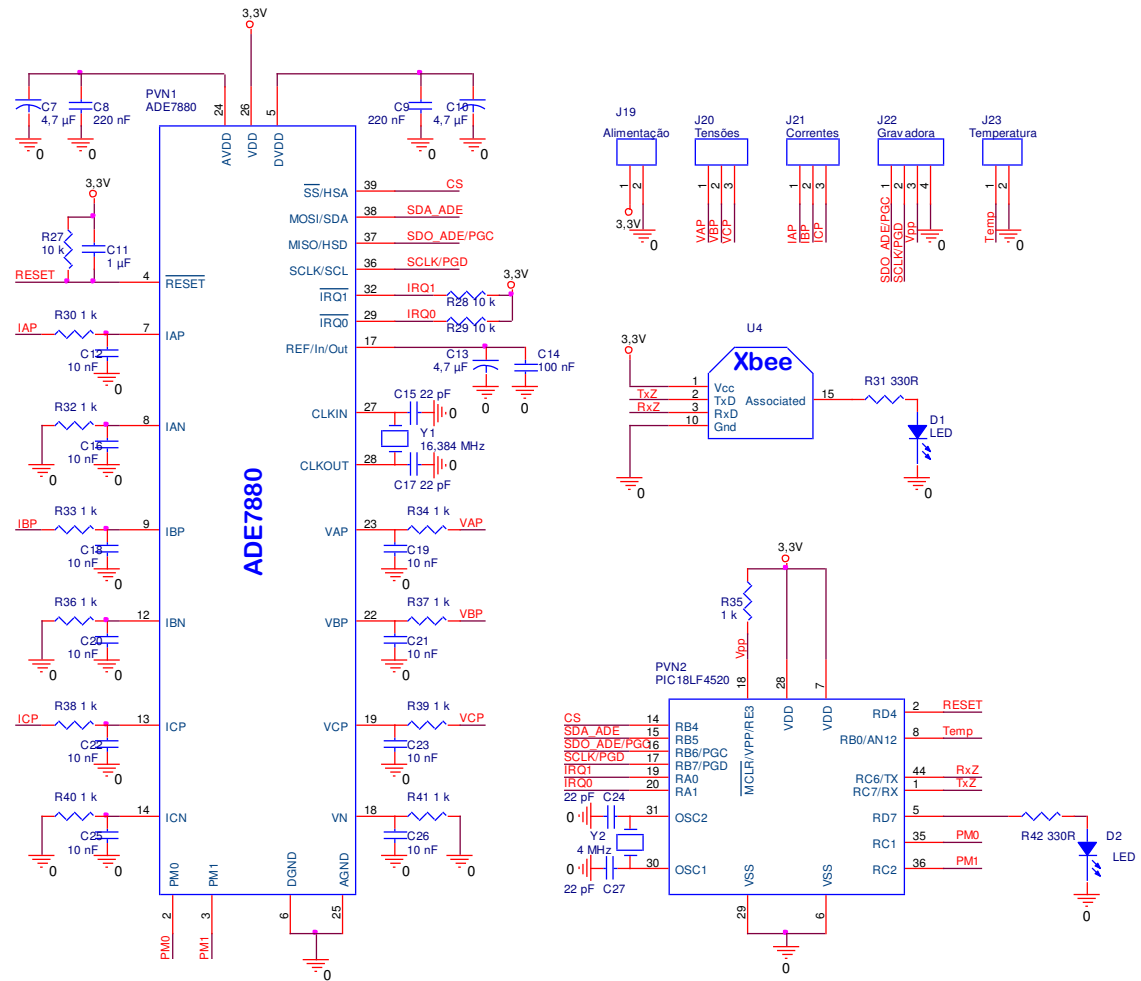 3,3V
PVN1
ADE7880
C7
4,7 µF
C8
220 nF
C9
220 nF
C10
4,7 µF
0
0
0
0
24
26
5
AVDD
VDD
DVDD
J19
Alimentação
1
2
3,3V
0
J20
Tensões
1
2
3
VAP
VBP
VCP
J21
Correntes
1
2
3
IAP
IBP
ICP
J22
Gravadora
1
2
3
4
SDO_ADE/PGC
SCLK/PGD
Vpp
0
J23
Temperatura
1
2
Temp
0
3,3V
R27
10 k
C11
1 µF
RESET
4
RESET
SS/HSA
39
CS
MOSI/SDA
38
SDA_ADE
MISO/HSD
37
SDO_ADE/PGC
SCLK/SCL
36
SCLK/PGD
IRQ1
32
IRQ1
R28 10 k
3,3V
IRQ0
29
IRQ0
R29 10 k
REF/In/Out
17
C13
4,7 µF
0
C14
100 nF
0
IAP
R30 1 k
C12
10 nF
0
7
IAP
R32 1 k
C16
10 nF
0
0
8
IAN
CLKIN
27
C15 22 pF
0
Y1
16,384 MHz
CLKOUT
28
C17 22 pF
0
ADE7880
IBP
R33 1 k
C18
10 nF
0
9
IBP
VAP
23
R34 1 k
VAP
C19
10 nF
0
R36 1 k
C20
10 nF
0
0
12
IBN
VBP
22
R37 1 k
VBP
C21
10 nF
0
ICP
R38 1 k
C22
10 nF
0
13
ICP
VCP
19
R39 1 k
VCP
C23
10 nF
0
R40 1 k
C25
10 nF
0
0
14
ICN
VN
18
R41 1 k
C26
10 nF
0
0
PM0
PM1
DGND
AGND
2
3
6
25
PM0
PM1
0
U4
Xbee
3,3V
1
Vcc
TxZ
2
TxD
RxZ
3
RxD
10
Gnd
Associated
15
R31 330R
D1
LED
0
0
3,3V
R35
1 k
Vpp
PVN2
PIC18LF4520
18
28
7
MCLR/VPP/RE3
VDD
VDD
CS
14
RB4
SDA_ADE
15
RB5
SDO_ADE/PGC
16
RB6/PGC
SCLK/PGD
17
RB7/PGD
IRQ1
19
RA0
IRQ0
20
RA1
22 pF
C24
0
31
OSC2
Y2
4 MHz
0
22 pF
C27
30
OSC1
RD4
2
RESET
RB0/AN12
8
Temp
RC6/TX
44
RxZ
RC7/RX
1
TxZ
RD7
5
R42 330R
D2
LED
0
RC1
35
PM0
RC2
36
PM1
VSS
VSS
29
6
0